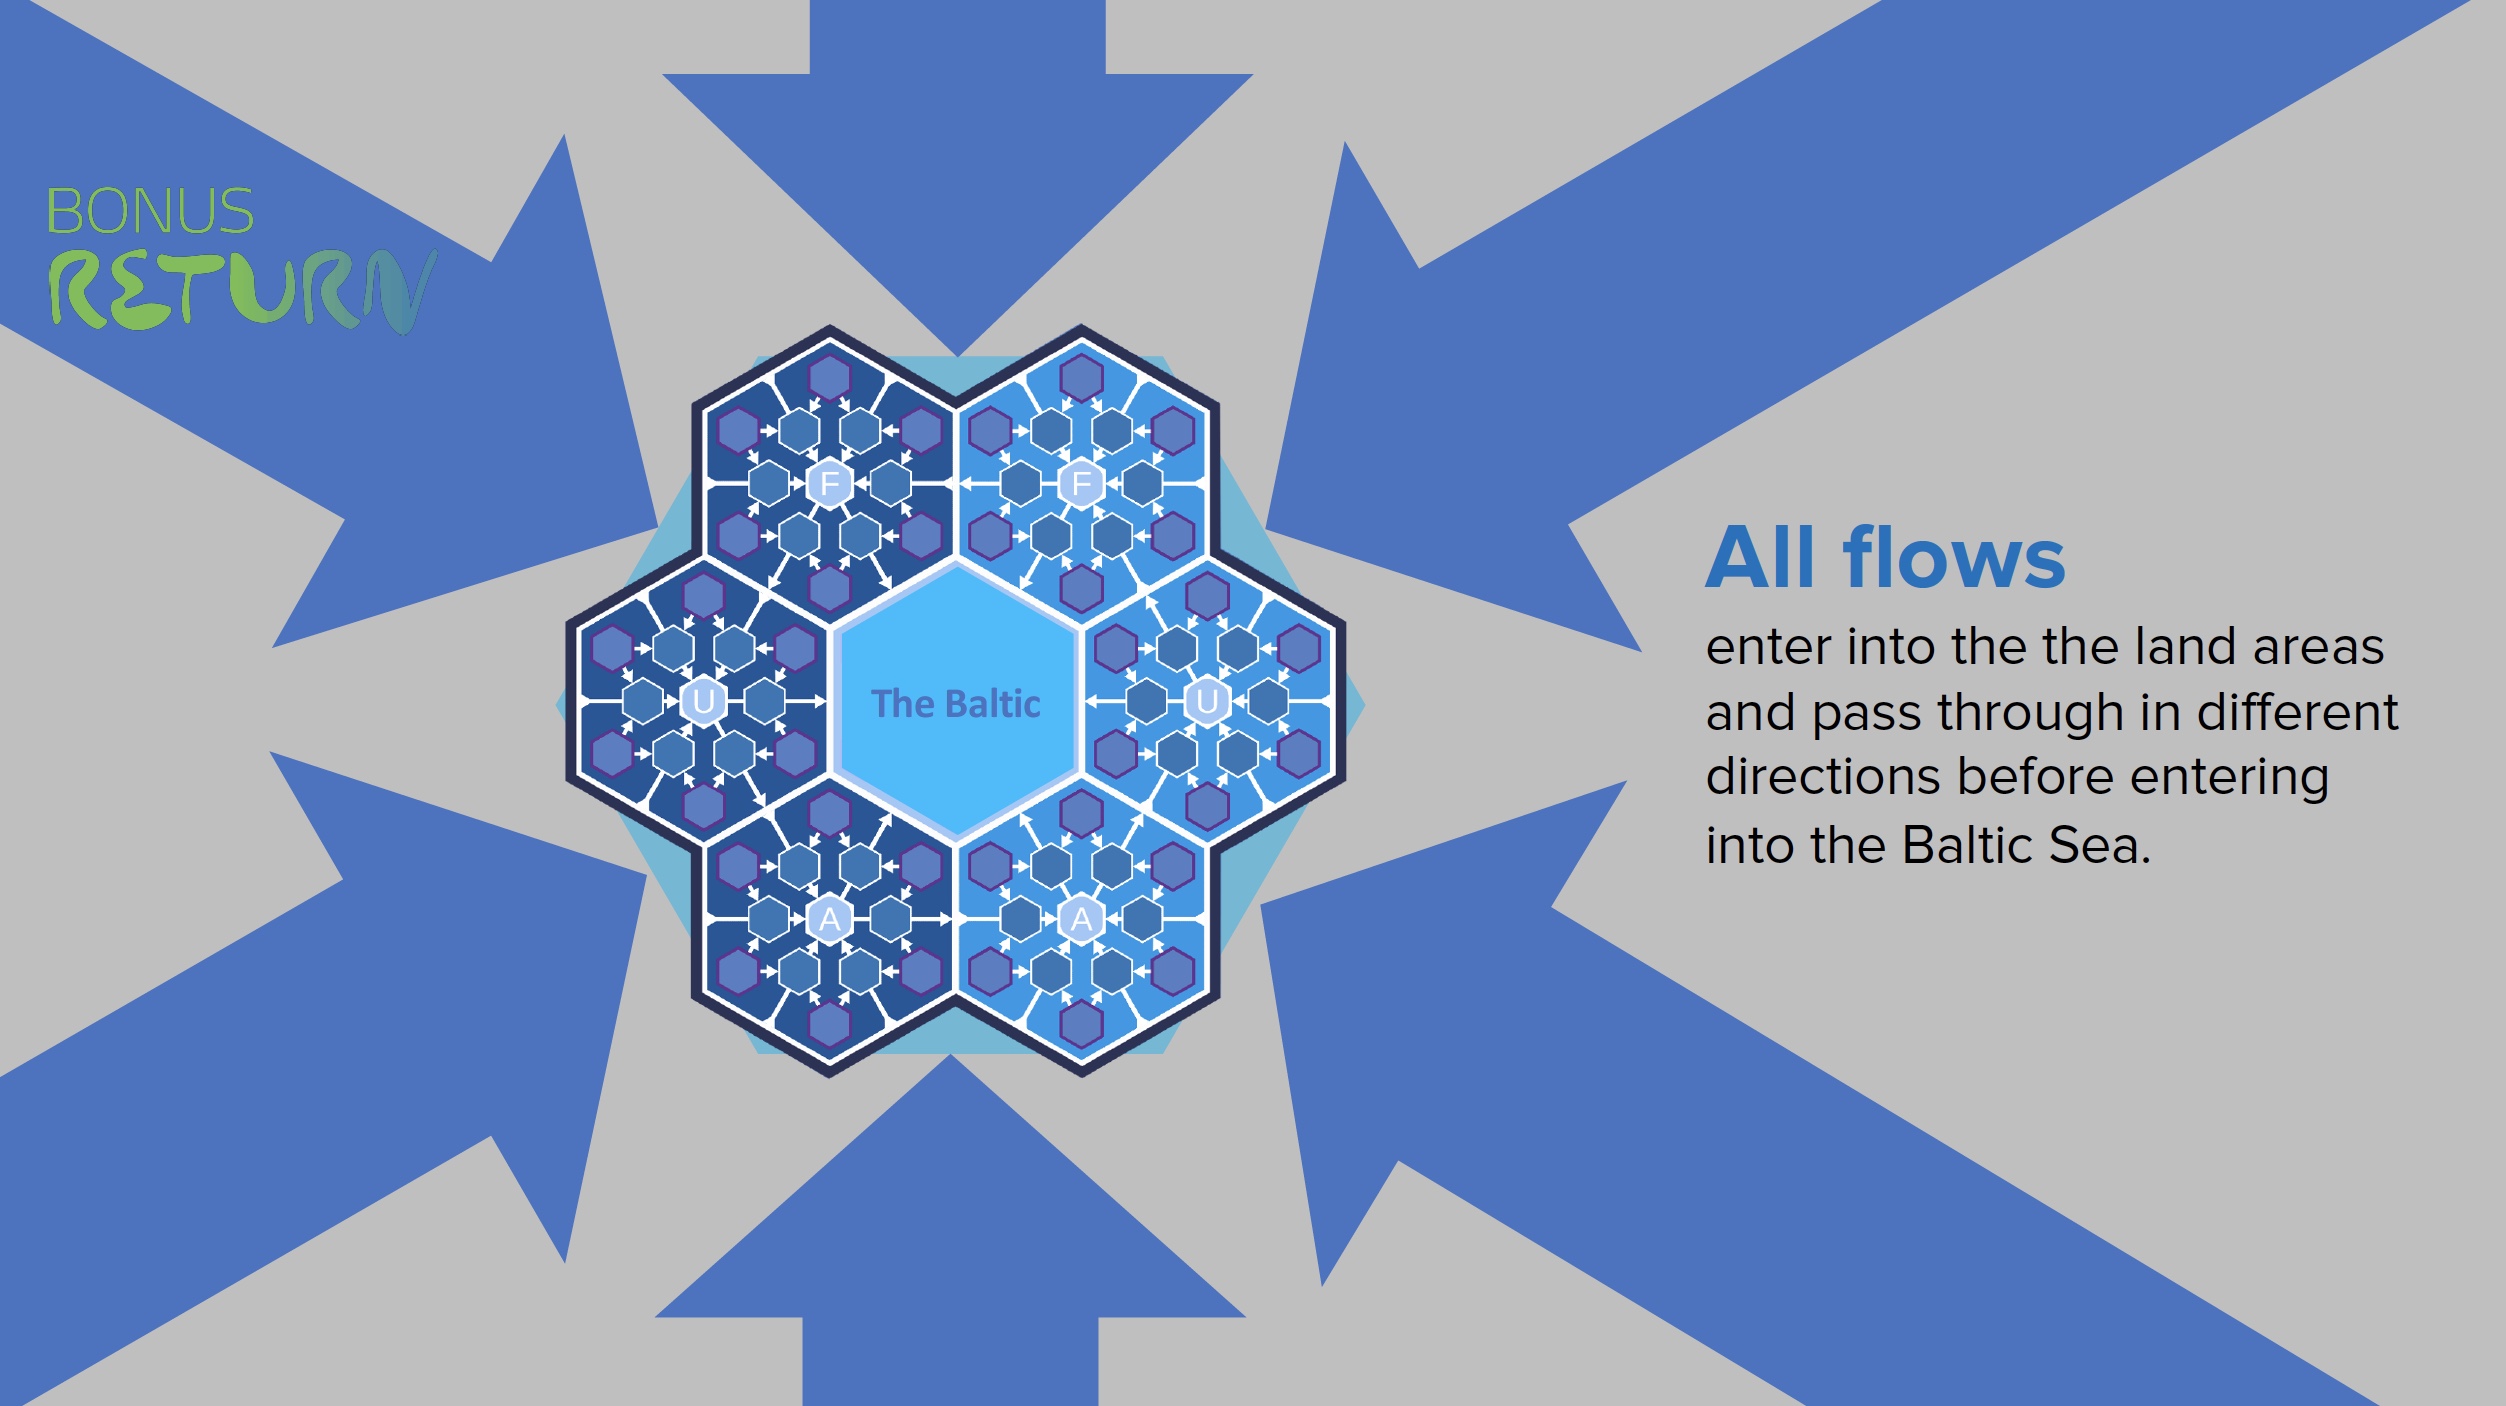 BONUS
RETURN
F
F
U
The Baltic
U
A
A
All flows
enter into the the land areas
and pass through in different
directions before entering
into the Baltic Sea.